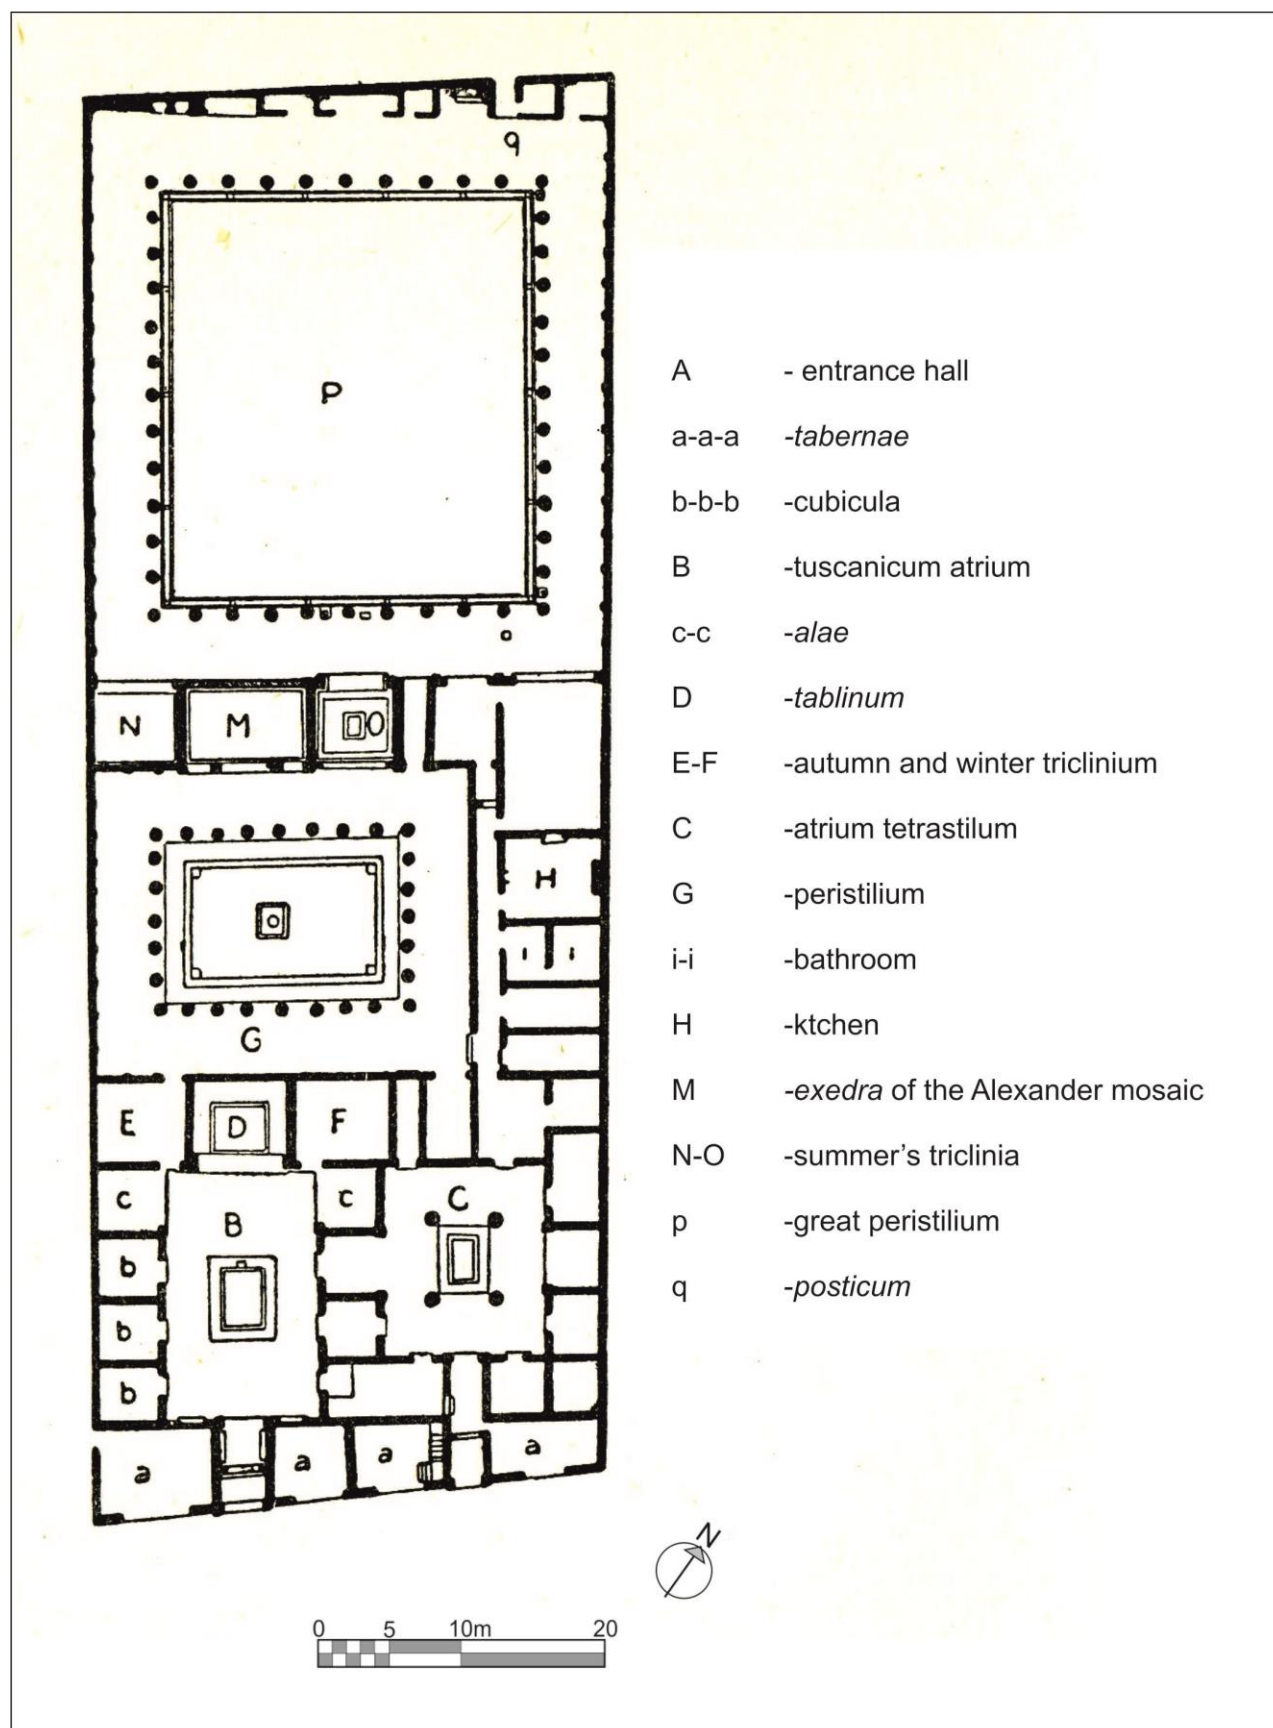 q
P
N M O
H
i i
G
E D F
c B c C
b
b
b
a a a a
A - entrance hall
a-a-a -tabernae
b-b-b -cubicula
B -tuscanicum atrium
c-c -alae
D -tablinum
E-F -autumn and winter triclinium
C -atrium tetrastilum
G -peristilium
i-i -bathroom
H -ktchen
M -exedra of the Alexander mosaic
N-O -summer's triclinia
p -great peristilium
q -posticum
N
0 5 10m 20